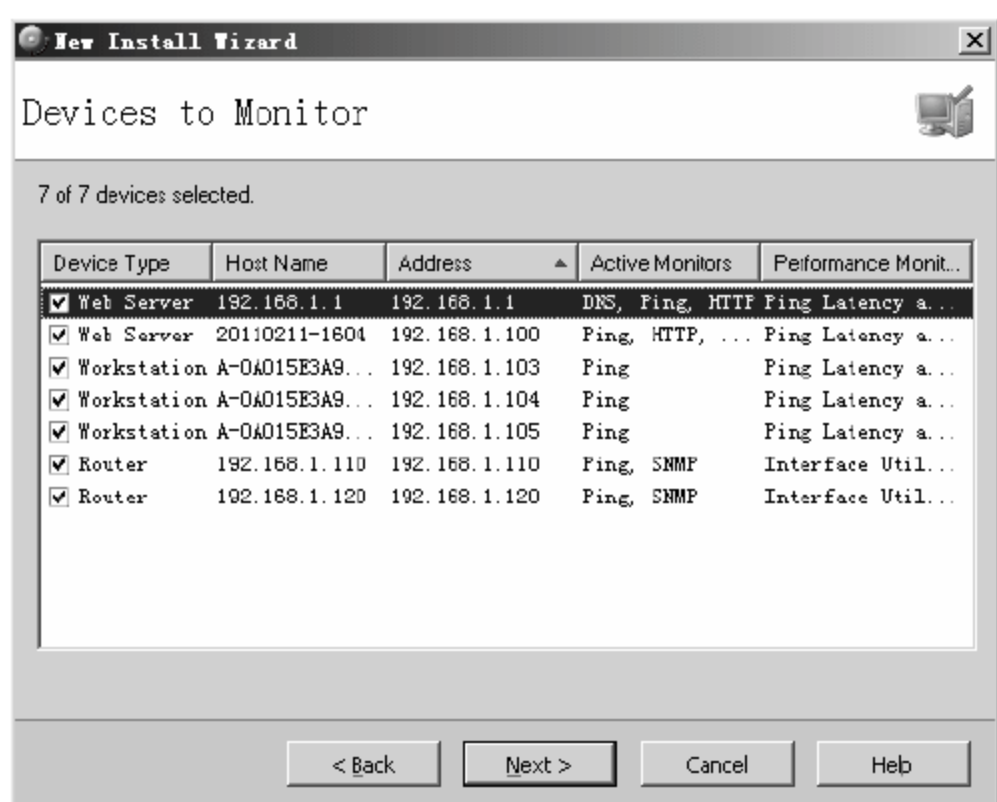 New Install Wizard
Devices to Monitor
7 of 7 devices selected.
Device Type Host Name Address Active Monitors Performance Monit...
Web Server 192.168.1.1 192.168.1.1 DNS, Ping, HTTP Ping Latency a...
Web Server 20110211-1604 192.168.1.100 Ping, HTTP, ... Ping Latency a...
Workstation A-0A015E3A9... 192.168.1.103 Ping Ping Latency a...
Workstation A-0A015E3A9... 192.168.1.104 Ping Ping Latency a...
Workstation A-0A015E3A9... 192.168.1.105 Ping Ping Latency a...
Router 192.168.1.110 192.168.1.110 Ping, SNMP Interface Util...
Router 192.168.1.120 192.168.1.120 Ping, SNMP Interface Util...
< Back Next > Cancel Help